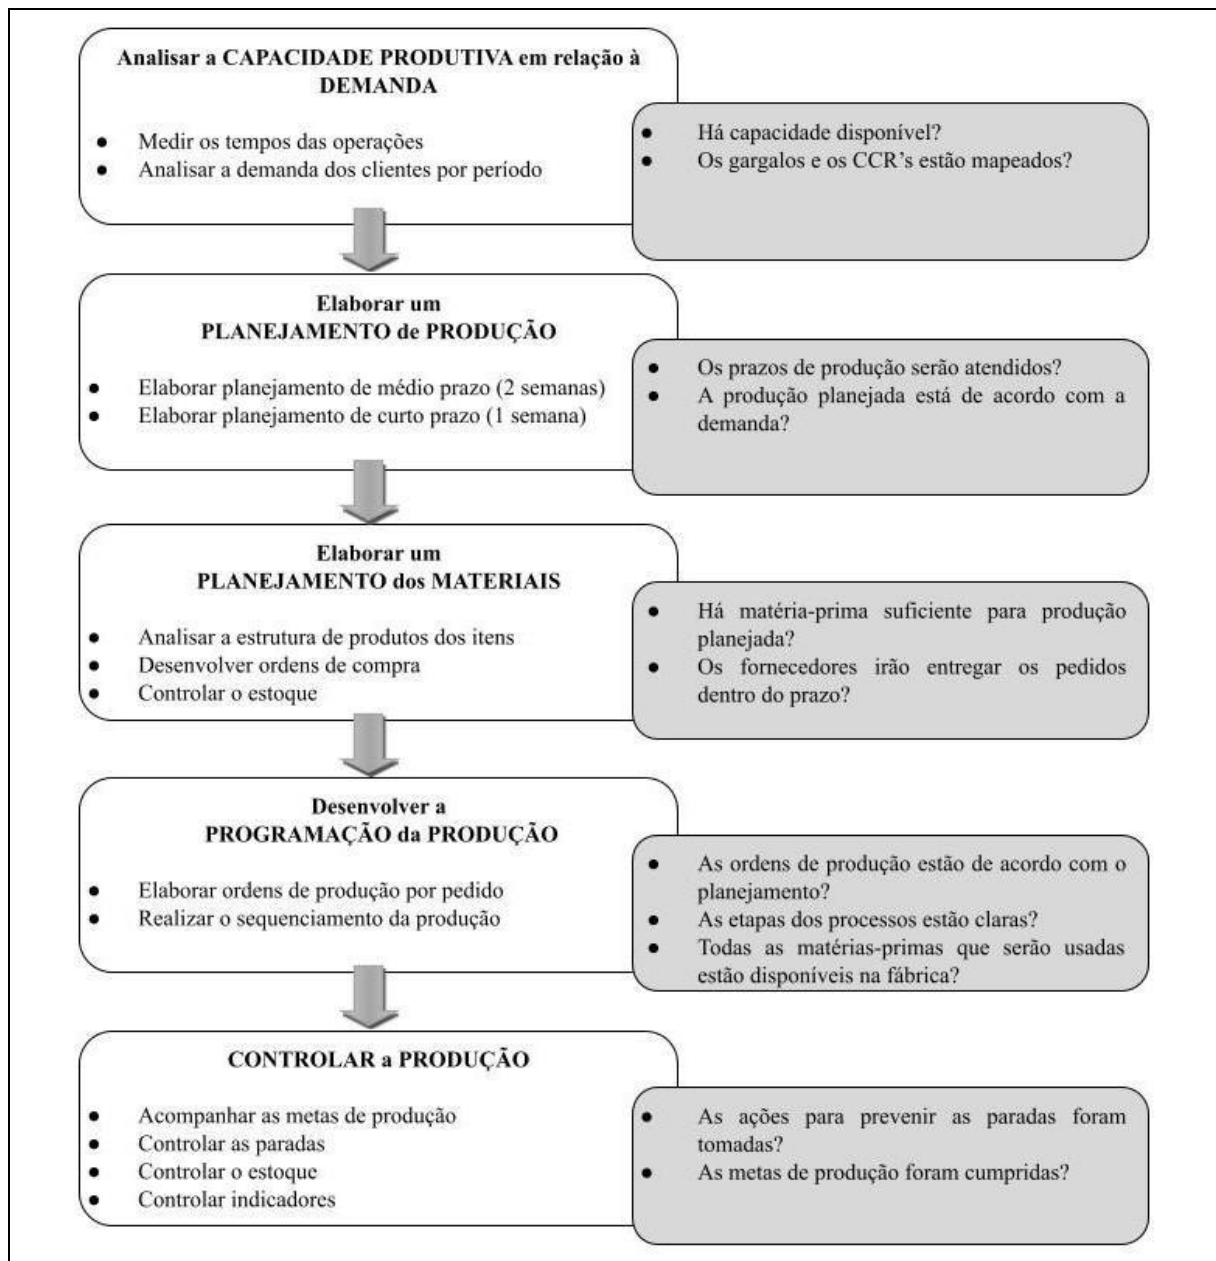 Analisar a CAPACIDADE PRODUTIVA em relação à
DEMANDA
● Medir os tempos das operações
● Analisar a demanda dos clientes por período
● Há capacidade disponível?
● Os gargalos e os CCR’s estão mapeados?
Elaborar um
PLANEJAMENTO de PRODUÇÃO
● Elaborar planejamento de médio prazo (2 semanas)
● Elaborar planejamento de curto prazo (1 semana)
● Os prazos de produção serão atendidos?
● A produção planejada está de acordo com a
demanda?
Elaborar um
PLANEJAMENTO dos MATERIAIS
● Analisar a estrutura de produtos dos itens
● Desenvolver ordens de compra
● Controlar o estoque
● Há matéria-prima suficiente para produção
planejada?
● Os fornecedores irão entregar os pedidos
dentro do prazo?
Desenvolver a
PROGRAMAÇÃO da PRODUÇÃO
● Elaborar ordens de produção por pedido
● Realizar o sequenciamento da produção
● As ordens de produção estão de acordo com o
planejamento?
● As etapas dos processos estão claras?
● Todas as matérias-primas que serão usadas
estão disponíveis na fábrica?
CONTROLAR a PRODUÇÃO
● Acompanhar as metas de produção
● Controlar as paradas
● Controlar o estoque
● Controlar indicadores
● As ações para prevenir as paradas foram
tomadas?
● As metas de produção foram cumpridas?